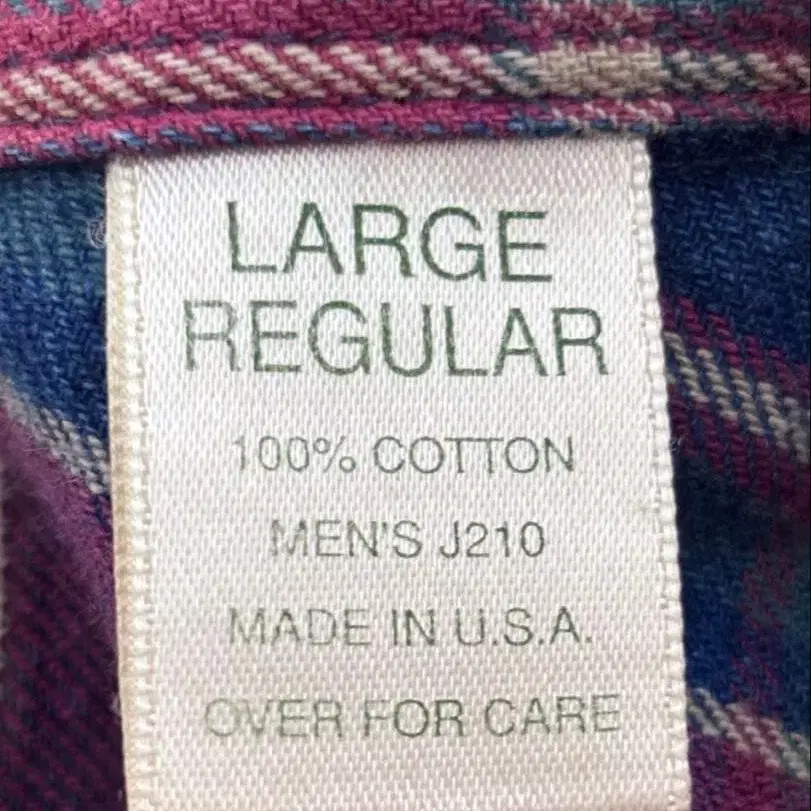 LARGE
REGULAR
100% COTTON
MEN'S J210
MADE IN U.S.A.
OVER FOR CARE